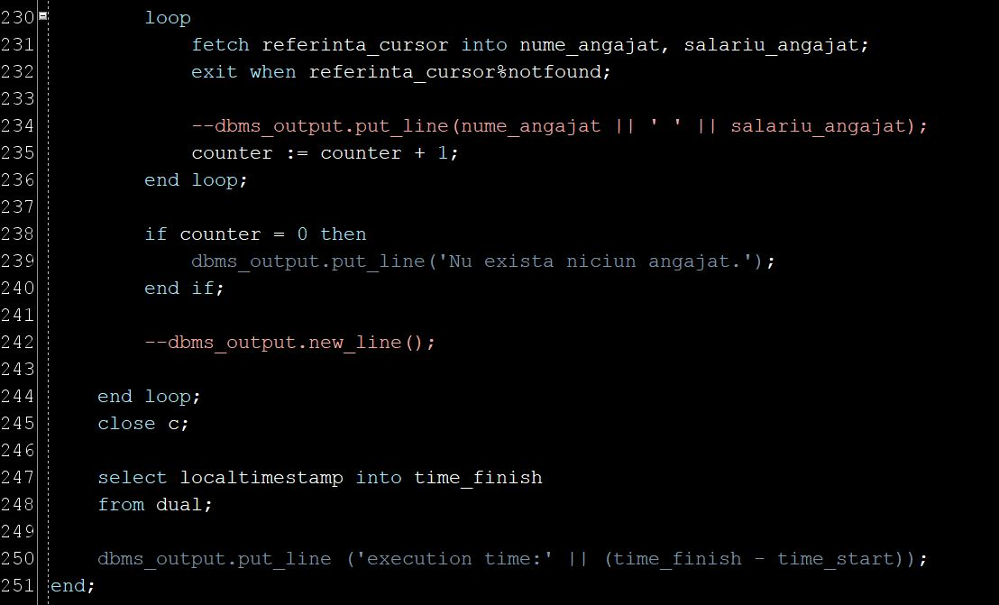 230 loop
231 fetch referinta_cursor into nume_angajat, salariu_angajat;
232 exit when referinta_cursor%notfound;
233
234 --dbms_output.put_line(nume_angajat || ' ' || salariu_angajat);
235 counter := counter + 1;
236 end loop;
237
238 if counter = 0 then
239 dbms_output.put_line('Nu exista niciun angajat.');
240 end if;
241
242 --dbms_output.new_line();
243
244 end loop;
245 close c;
246
247 select localtimestamp into time_finish
248 from dual;
249
250 dbms_output.put_line ('execution time:' || (time_finish - time_start));
251 end;